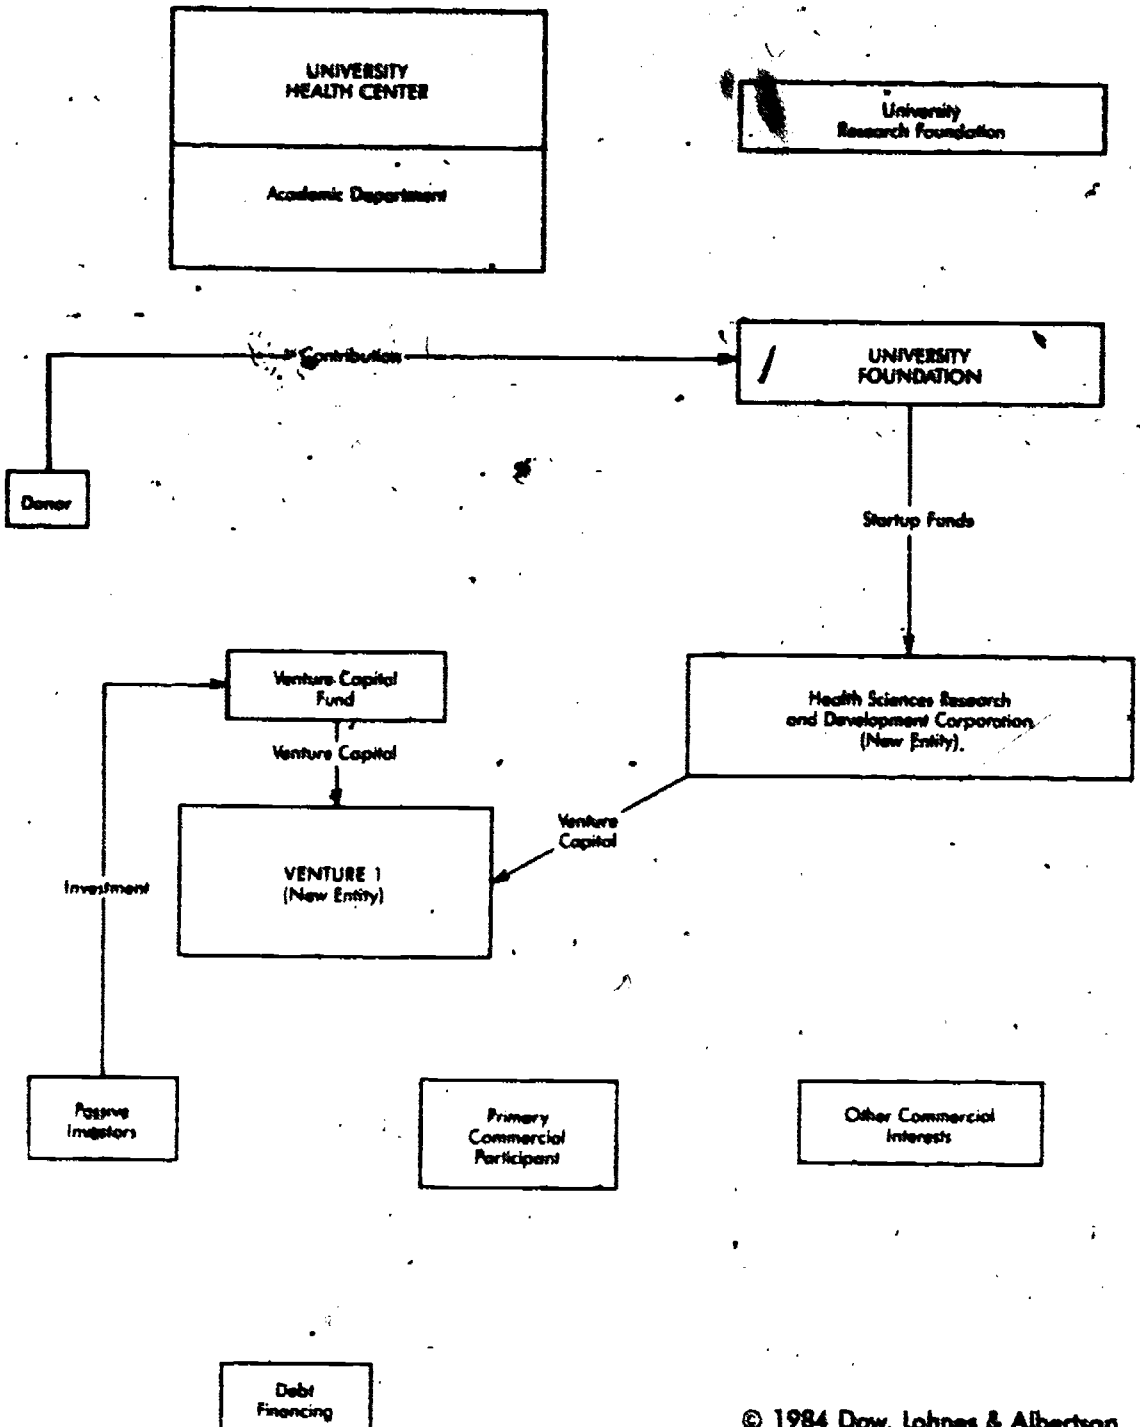 UNIVERSITY
HEALTH CENTER
University
Research Foundation
Academic Department
Contribution
UNIVERSITY
FOUNDATION
Donor
Startup Funds
Venture Capital
Fund
Health Sciences Research
and Development Corporation
(New Entity)
Venture Capital
Venture
Capital
VENTURE 1
(New Entity)
Investment
Passive
Investors
Primary
Commercial
Participant
Other Commercial
Interests
Debt
Financing
© 1984 Dow, Lohnes & Albertson